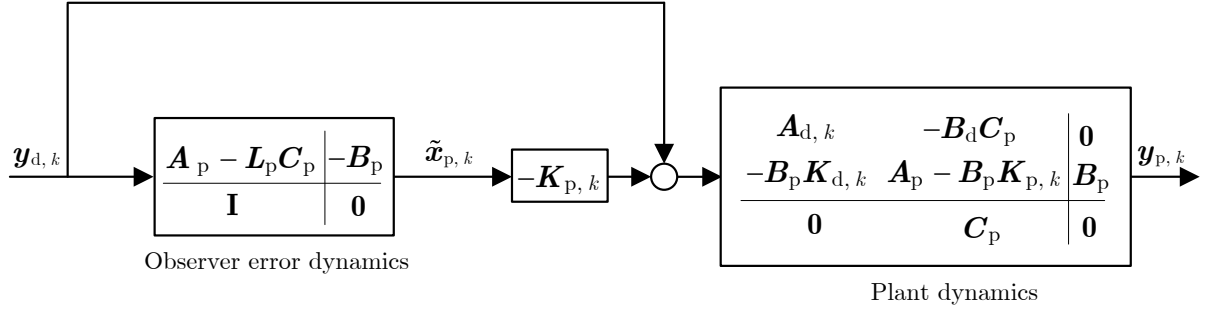 y_{d, k}
A_p − L_pC_p | −B_p
I | 0
Observer error dynamics
x̃_{p, k}
−K_{p, k}
A_{d, k} −B_dC_p | 0
−B_pK_{d, k} A_p − B_pK_{p, k} | B_p
0 C_p | 0
Plant dynamics
y_{p, k}